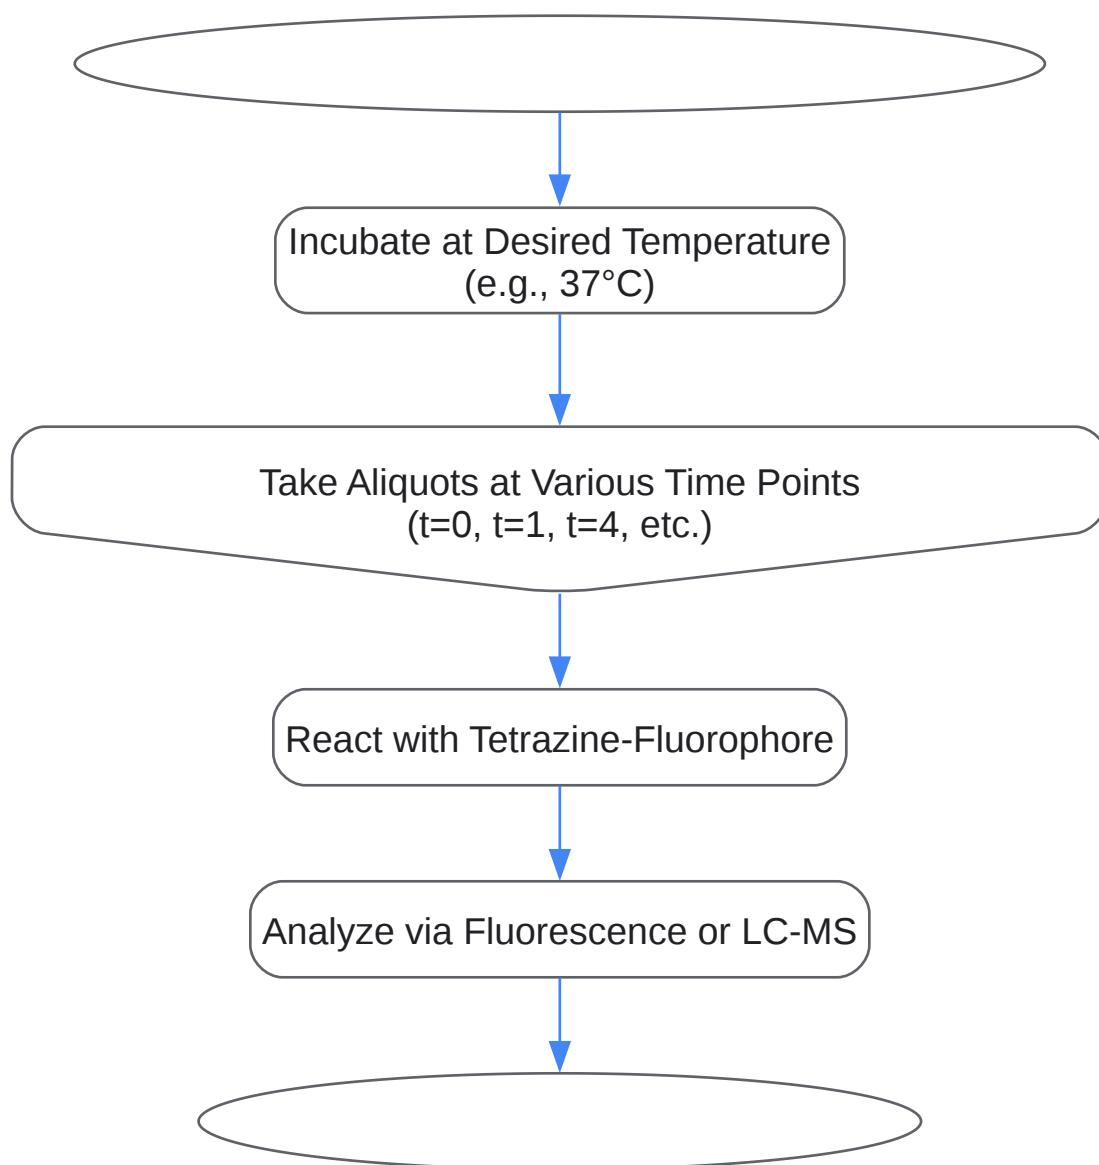 Incubate at Desired Temperature
(e.g., 37°C)
Take Aliquots at Various Time Points
(t=0, t=1, t=4, etc.)
React with Tetrazine-Fluorophore
Analyze via Fluorescence or LC-MS